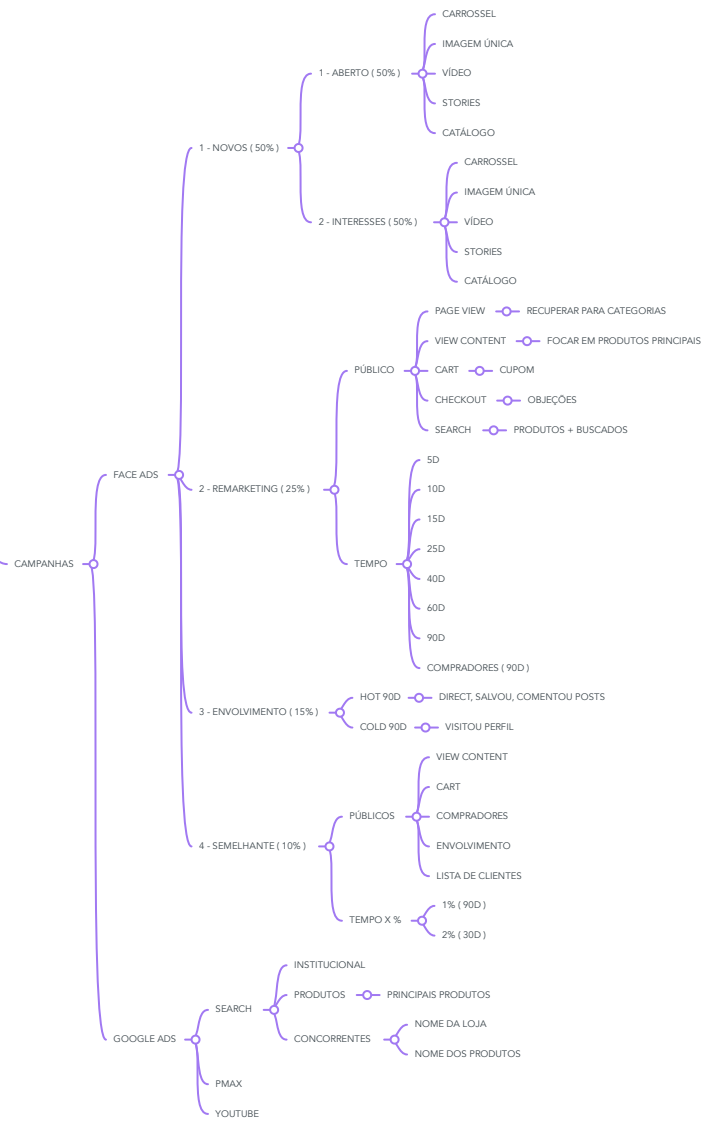 CAMPANHAS
FACE ADS
1 - NOVOS ( 50% )
1 - ABERTO ( 50% )
CARROSSEL
IMAGEM ÚNICA
VÍDEO
STORIES
CATÁLOGO
2 - INTERESSES ( 50% )
CARROSSEL
IMAGEM ÚNICA
VÍDEO
STORIES
CATÁLOGO
2 - REMARKETING ( 25% )
PÚBLICO
PAGE VIEW
RECUPERAR PARA CATEGORIAS
VIEW CONTENT
FOCAR EM PRODUTOS PRINCIPAIS
CART
CUPOM
CHECKOUT
OBJEÇÕES
SEARCH
PRODUTOS + BUSCADOS
TEMPO
5D
10D
15D
25D
40D
60D
90D
COMPRADORES ( 90D )
3 - ENVOLVIMENTO ( 15% )
HOT 90D
DIRECT, SALVOU, COMENTOU POSTS
COLD 90D
VISITOU PERFIL
4 - SEMELHANTE ( 10% )
PÚBLICOS
VIEW CONTENT
CART
COMPRADORES
ENVOLVIMENTO
LISTA DE CLIENTES
TEMPO X %
1% ( 90D )
2% ( 30D )
GOOGLE ADS
SEARCH
INSTITUCIONAL
PRODUTOS
PRINCIPAIS PRODUTOS
CONCORRENTES
NOME DA LOJA
NOME DOS PRODUTOS
PMAX
YOUTUBE